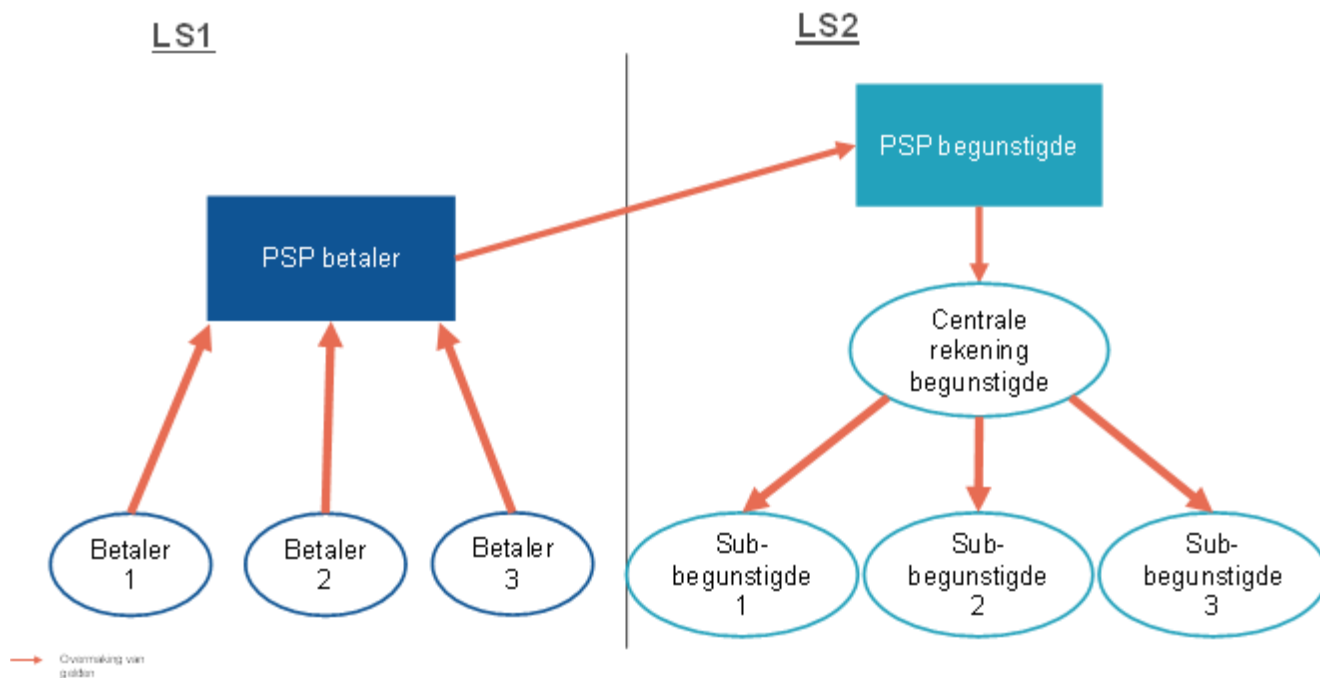 LS1
LS2
PSP begunstigde
PSP betaler
Centrale
rekening
begunstigde
Betaler
1
Betaler
2
Betaler
3
Sub-
begunstigde
1
Sub-
begunstigde
2
Sub-
begunstigde
3
Overmaking van
gelden